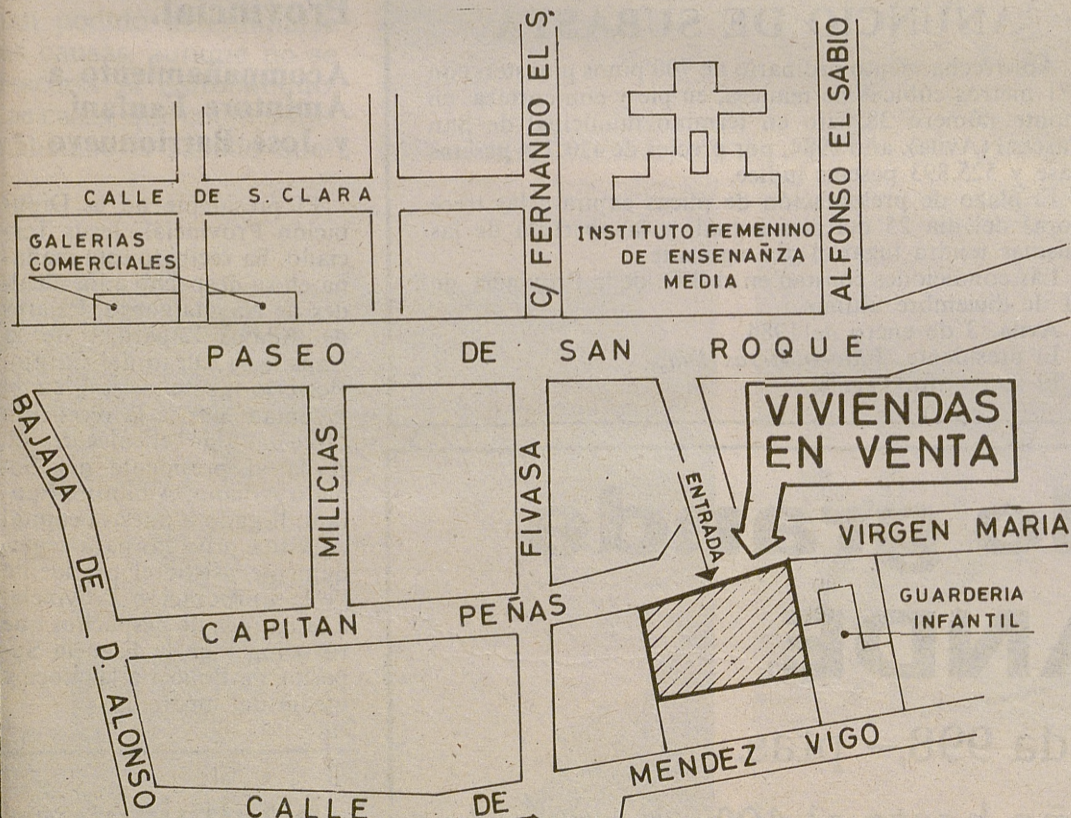 C/ FERNANDO EL S.
ALFONSO EL SABIO
CALLE DE S. CLARA
GALERIAS
COMERCIALES
INSTITUTO FEMENINO
DE ENSENAÑZA
MEDIA
PASEO DE SAN ROQUE
BAJADA DE D. ALONSO
MILICIAS
FIVASA
ENTRADA
VIVIENDAS
EN VENTA
VIRGEN MARIA
GUARDERIA
INFANTIL
CAPITAN PEÑAS
MENDEZ VIGO
CALLE DE